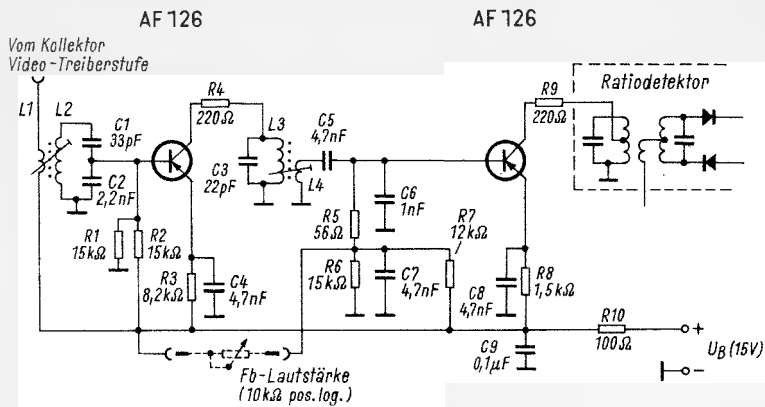 AF 126
AF 126
Vom Kollektor
Video-Treiberstufe
L1
L2
C1
33pF
C2
2,2nF
R1
15kΩ
R2
15kΩ
R3
8,2kΩ
C4
4,7nF
R4
220Ω
L3
C3
22pF
L4
C5
4,7nF
C6
1nF
R5
56Ω
R6
15kΩ
C7
4,7nF
R7
12kΩ
C8
4,7nF
R8
1,5kΩ
R9
220Ω
Ratiodetektor
R10
100Ω
C9
0,1µF
+
UB (15V)
-
Fb-Lautstärke
(10kΩ pos.log.)